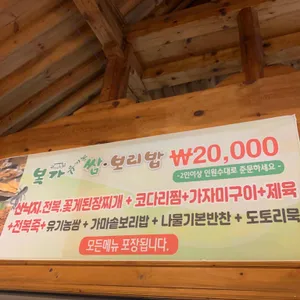 복가 쌈·보리밥 ₩20,000
-2인이상 인원수대로 주문하세요-
산낙지.전복.꽃게된장찌개 + 코다리찜+가자미구이+제육
+전복죽+유기농쌈 + 가마솥보리밥 + 나물기본반찬 + 도토리묵
모든메뉴 포장됩니다.